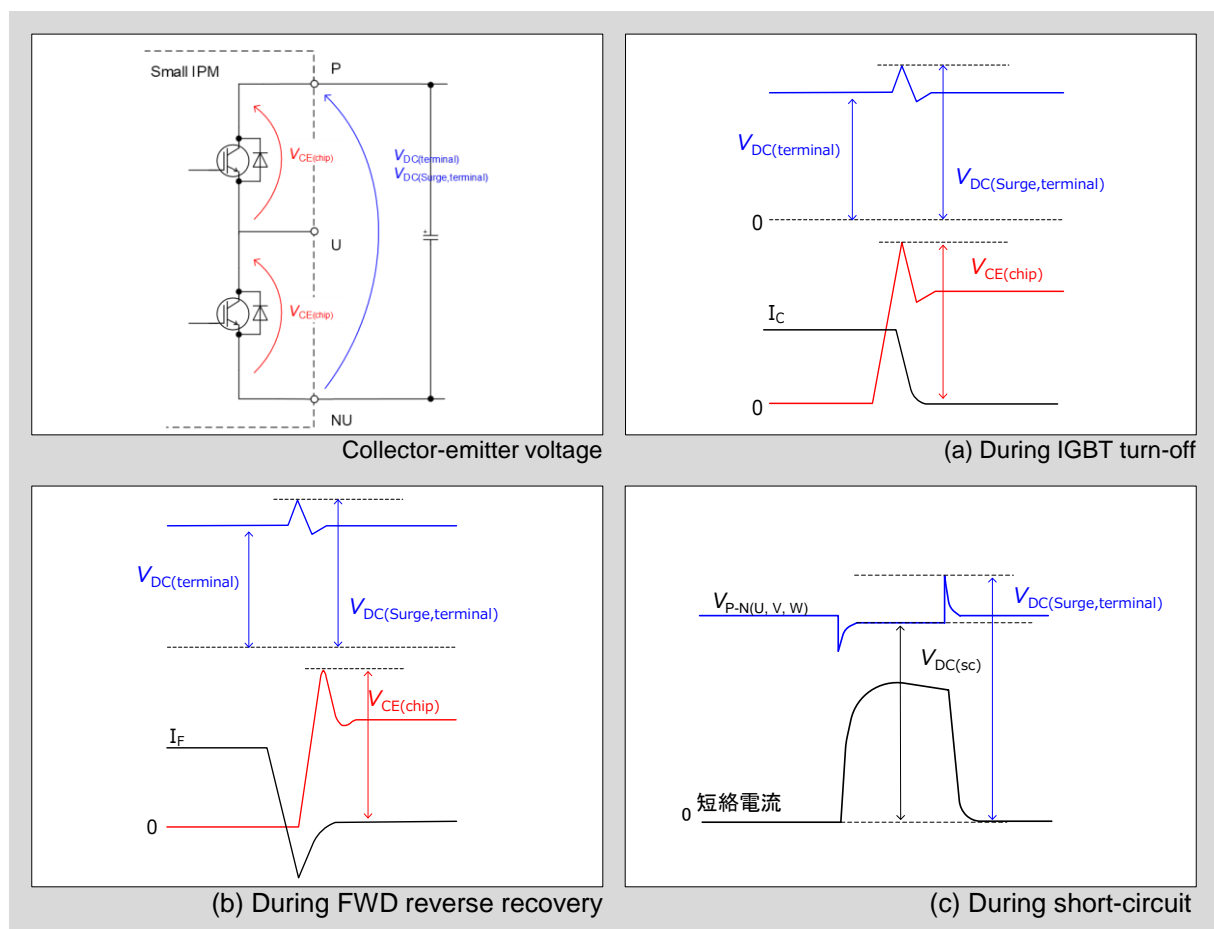 Small IPM
P
VCE(chip)
VDC(terminal)
VDC(Surge,terminal)
U
VCE(chip)
NU
Collector-emitter voltage
VDC(terminal)
VDC(Surge,terminal)
0
VCE(chip)
IC
0
(a) During IGBT turn-off
VDC(terminal)
VDC(Surge,terminal)
VCE(chip)
IF
0
(b) During FWD reverse recovery
VP-N(U, V, W)
VDC(Surge,terminal)
VDC(sc)
0 短絡電流
(c) During short-circuit